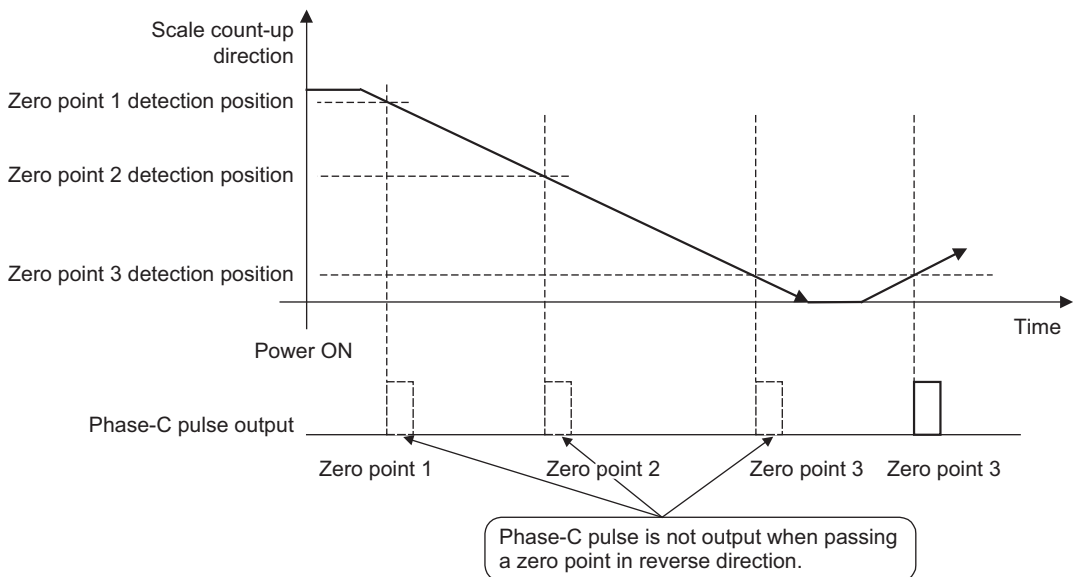 Scale count-up
direction
Zero point 1 detection position
Zero point 2 detection position
Zero point 3 detection position
Time
Power ON
Phase-C pulse output
Zero point 1
Zero point 2
Zero point 3
Zero point 3
Phase-C pulse is not output when passing
a zero point in reverse direction.